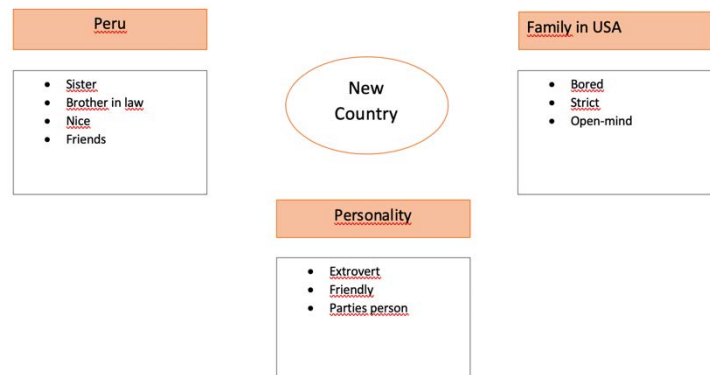 Peru
Sister
Brother in law
Nice
Friends
New
Country
Family in USA
Bored
Strict
Open-mind
Personality
Extrovert
Friendly
Parties person